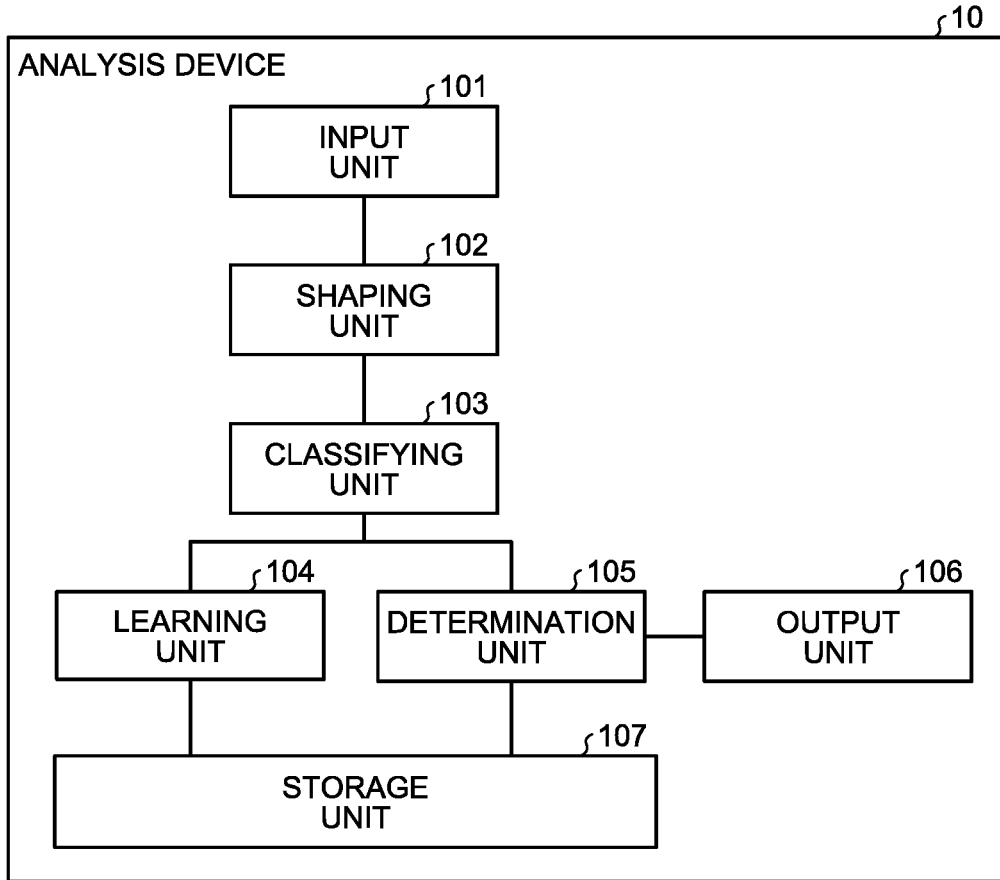 10
ANALYSIS DEVICE
101
INPUT
UNIT
102
SHAPING
UNIT
103
CLASSIFYING
UNIT
104
LEARNING
UNIT
105
DETERMINATION
UNIT
106
OUTPUT
UNIT
107
STORAGE
UNIT